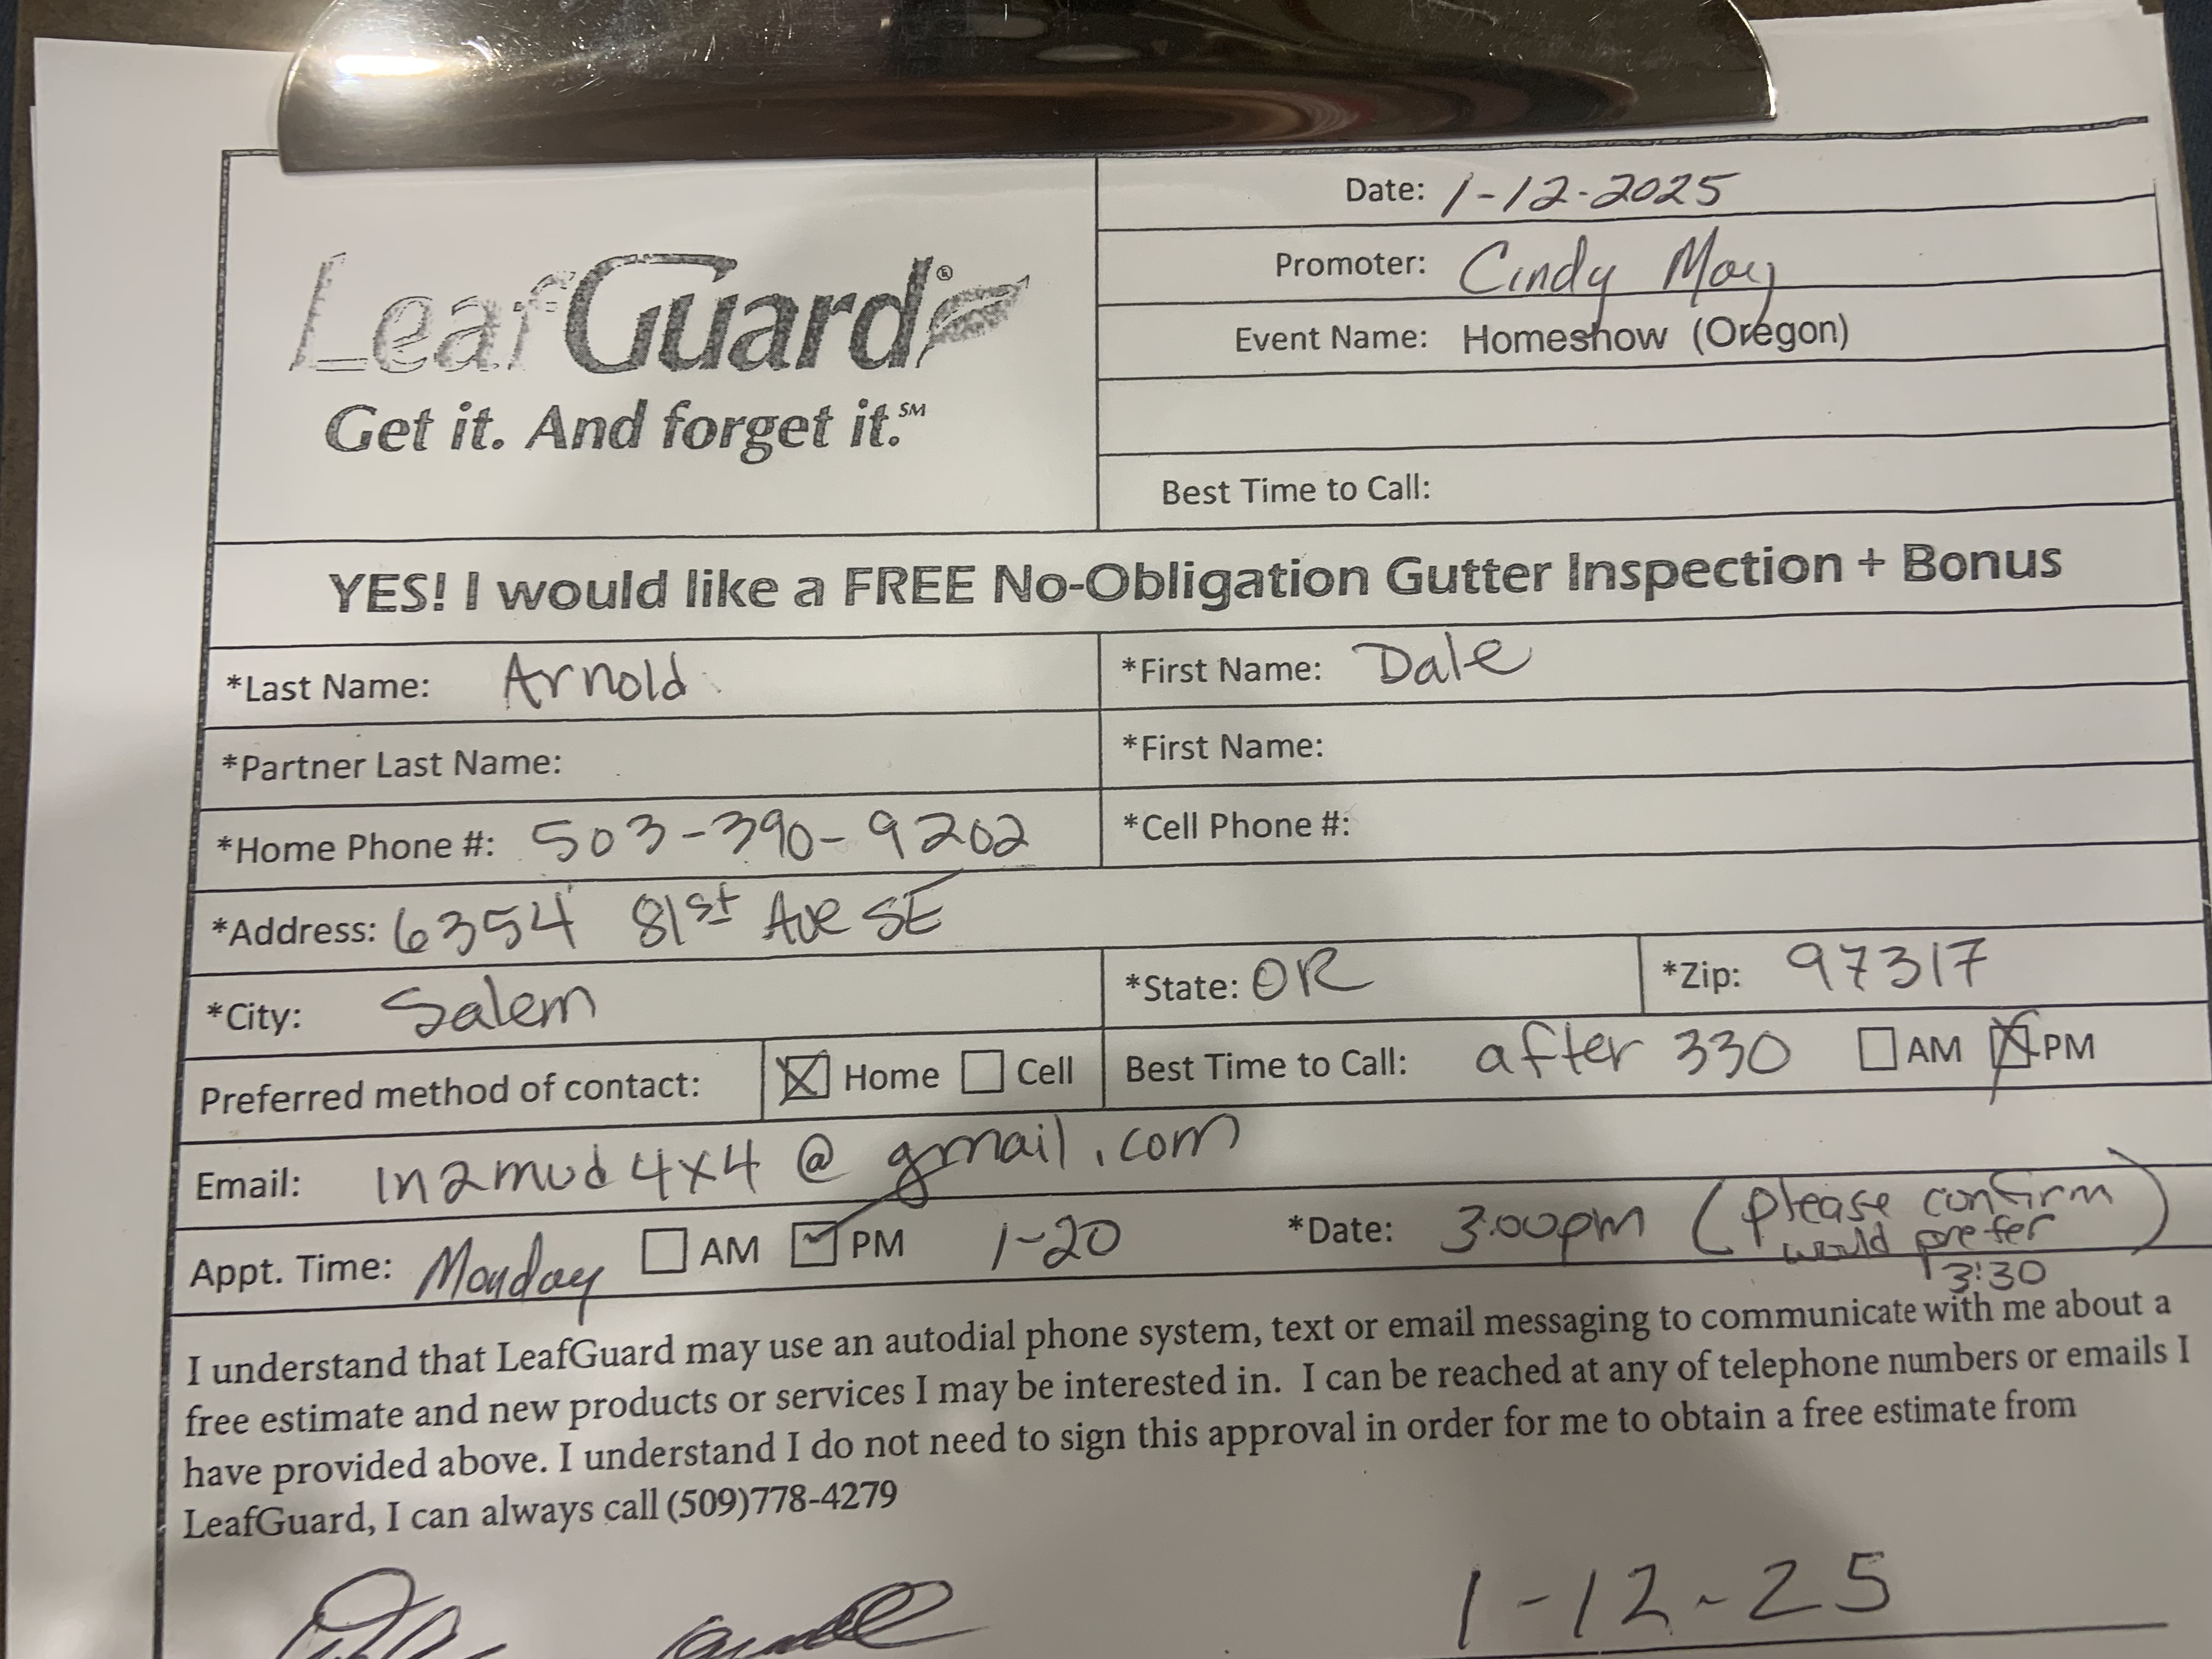 LeafGuard®
Get it. And forget it.℠
Date: 1-12-2025
Promoter: Cindy May
Event Name: Homeshow (Oregon)
Best Time to Call:
YES! I would like a FREE No-Obligation Gutter Inspection + Bonus
*Last Name: Arnold *First Name: Dale
*Partner Last Name: *First Name:
*Home Phone #: 503-390-9202 *Cell Phone #:
*Address: 6354 81st Ave SE
*City: Salem *State: OR *Zip: 97317
Preferred method of contact: ☒ Home ☐ Cell Best Time to Call: after 330 ☐ AM ☒ PM
Email: In2mud4x4@gmail.com
Appt. Time: Monday ☐ AM ☑ PM 1-20 *Date: 3:00pm (please confirm
would prefer)
3:30
I understand that LeafGuard may use an autodial phone system, text or email messaging to communicate with me about a
free estimate and new products or services I may be interested in. I can be reached at any of telephone numbers or emails I
have provided above. I understand I do not need to sign this approval in order for me to obtain a free estimate from
LeafGuard, I can always call (509)778-4279
1-12-25